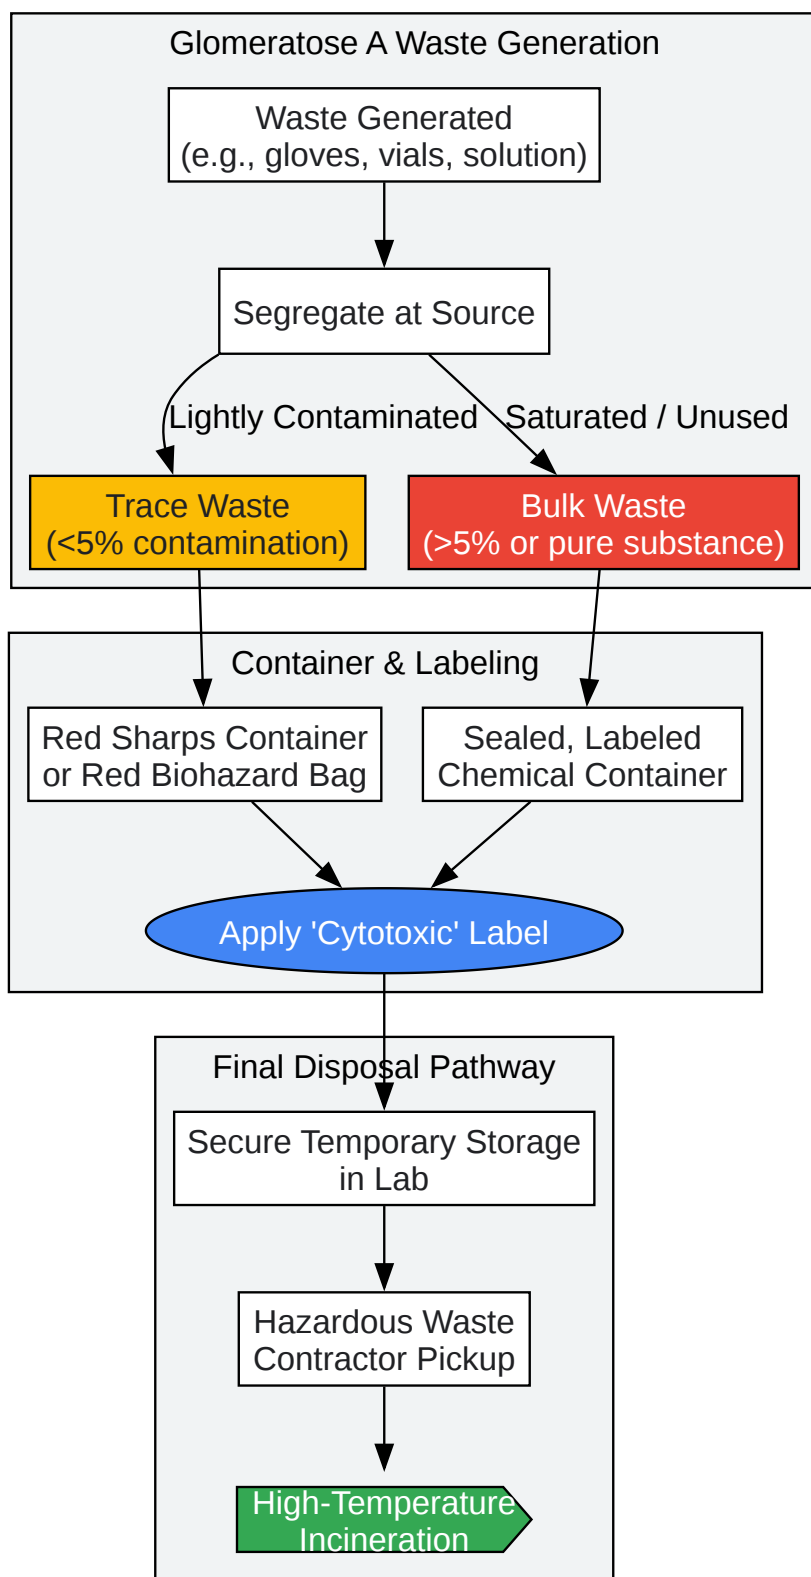 Glomeratose A Waste Generation
Waste Generated
(e.g., gloves, vials, solution)
Segregate at Source
Lightly Contaminated
Saturated / Unused
Trace Waste
(<5% contamination)
Bulk Waste
(>5% or pure substance)
Container & Labeling
Red Sharps Container
or Red Biohazard Bag
Sealed, Labeled
Chemical Container
Apply 'Cytotoxic' Label
Final Disposal Pathway
Secure Temporary Storage
in Lab
Hazardous Waste
Contractor Pickup
High-Temperature
Incineration